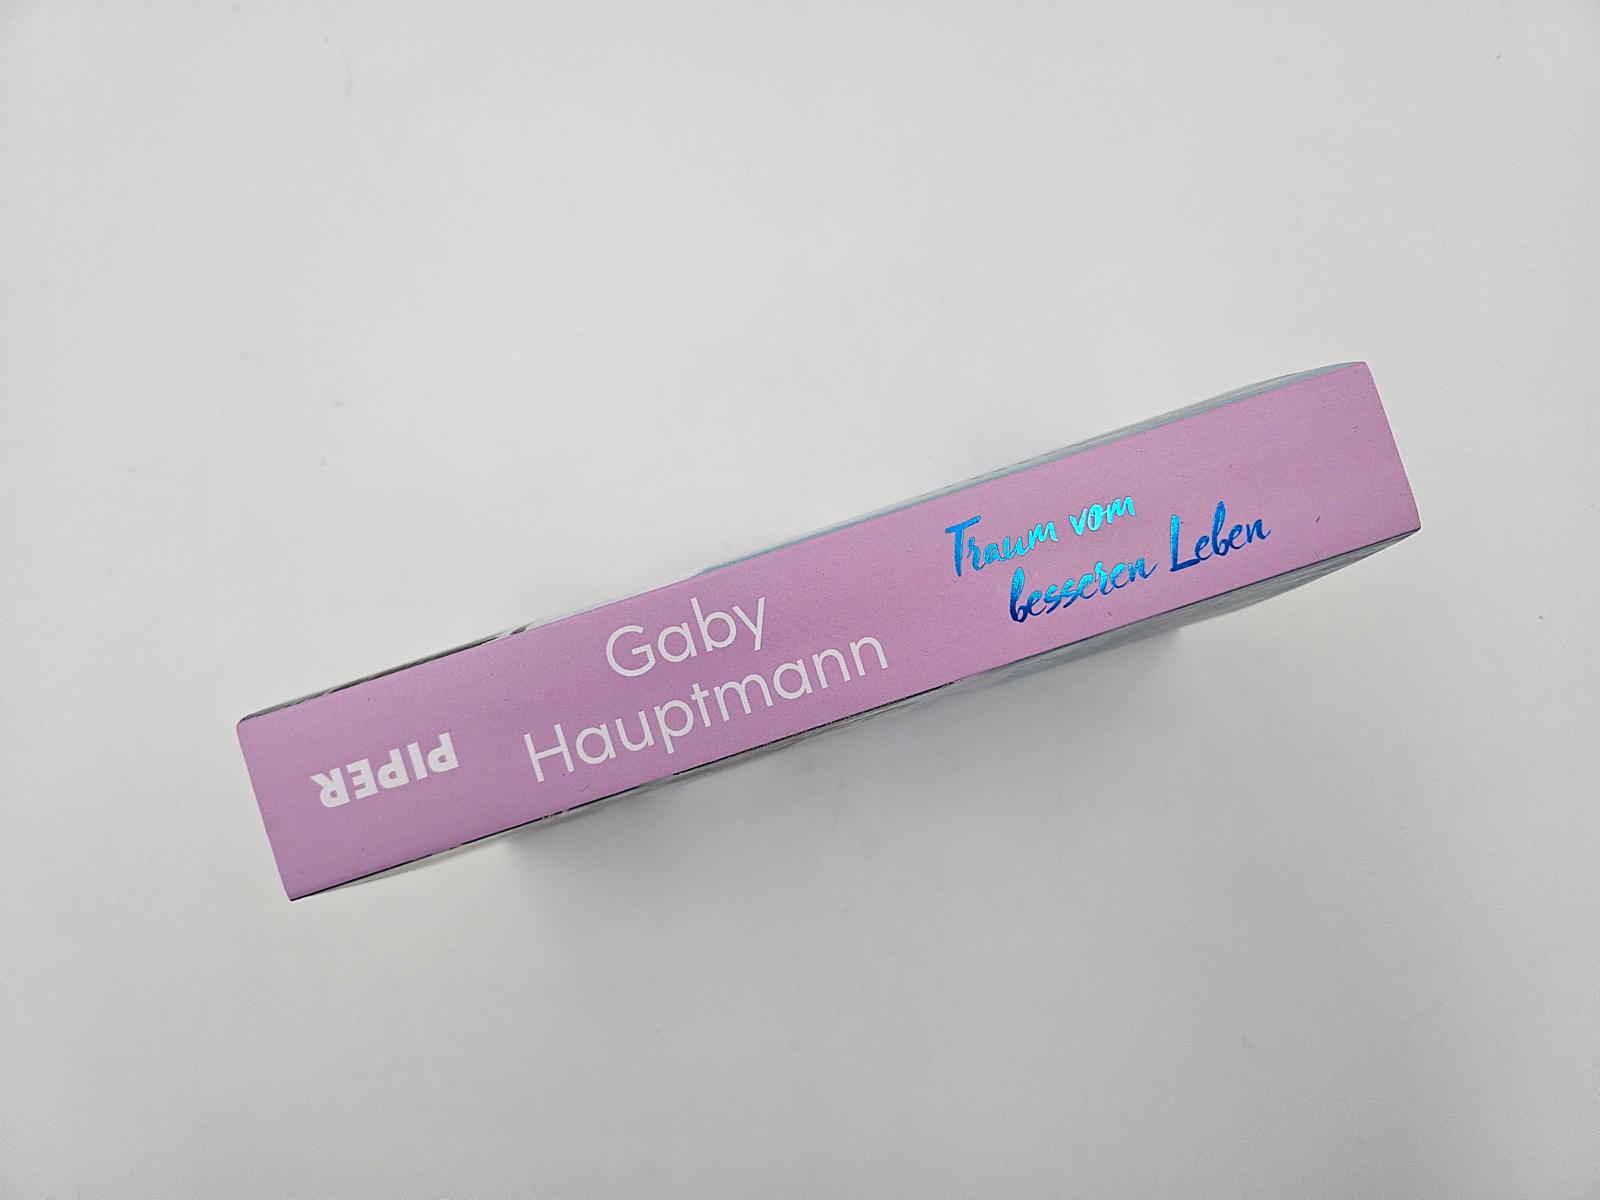 PIPER
Gaby
Hauptmann
Traum vom
besseren Leben